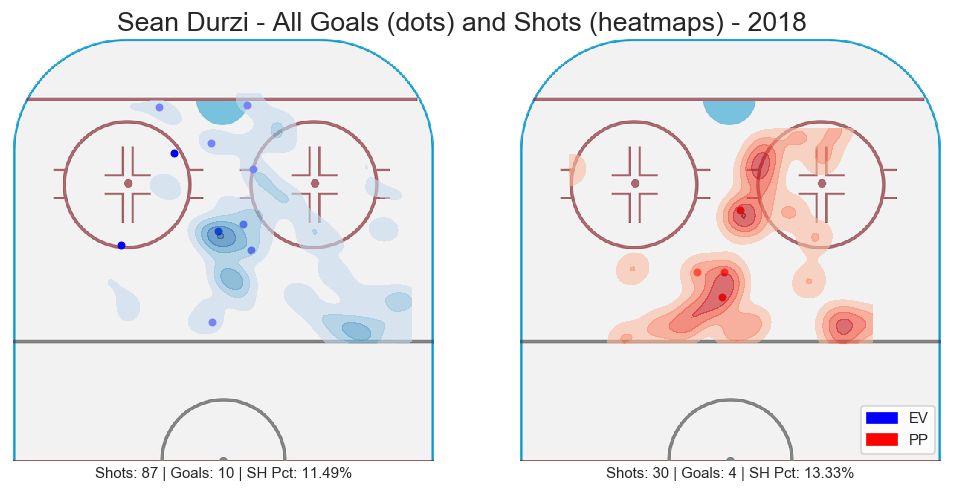 Sean Durzi - All Goals (dots) and Shots (heatmaps) - 2018
EV
PP
Shots: 87 | Goals: 10 | SH Pct: 11.49%
Shots: 30 | Goals: 4 | SH Pct: 13.33%